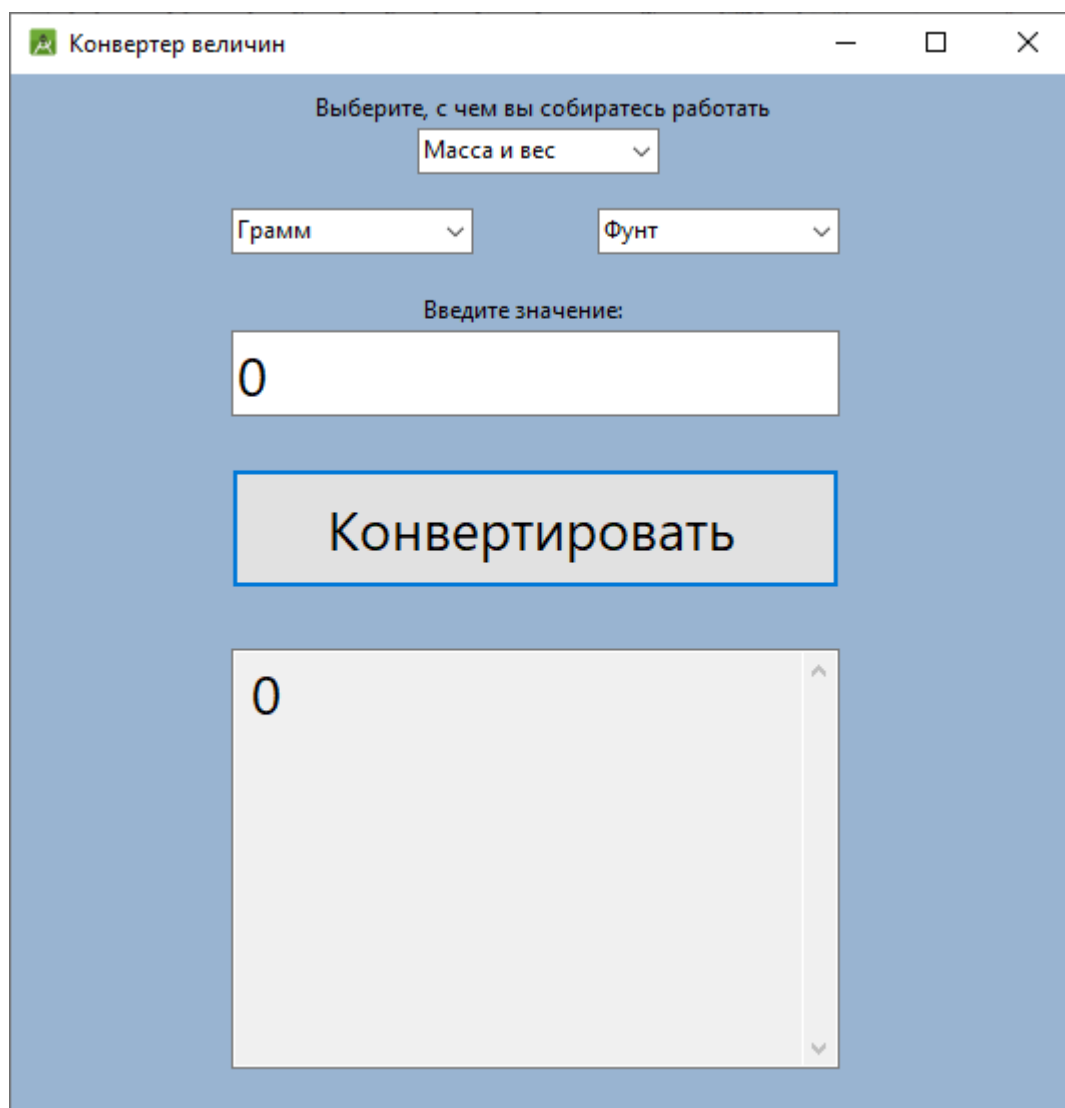 Конвертер величин
Выберите, с чем вы собиратесь работать
Масса и вес
Грамм Фунт
Введите значение:
0
Конвертировать
0